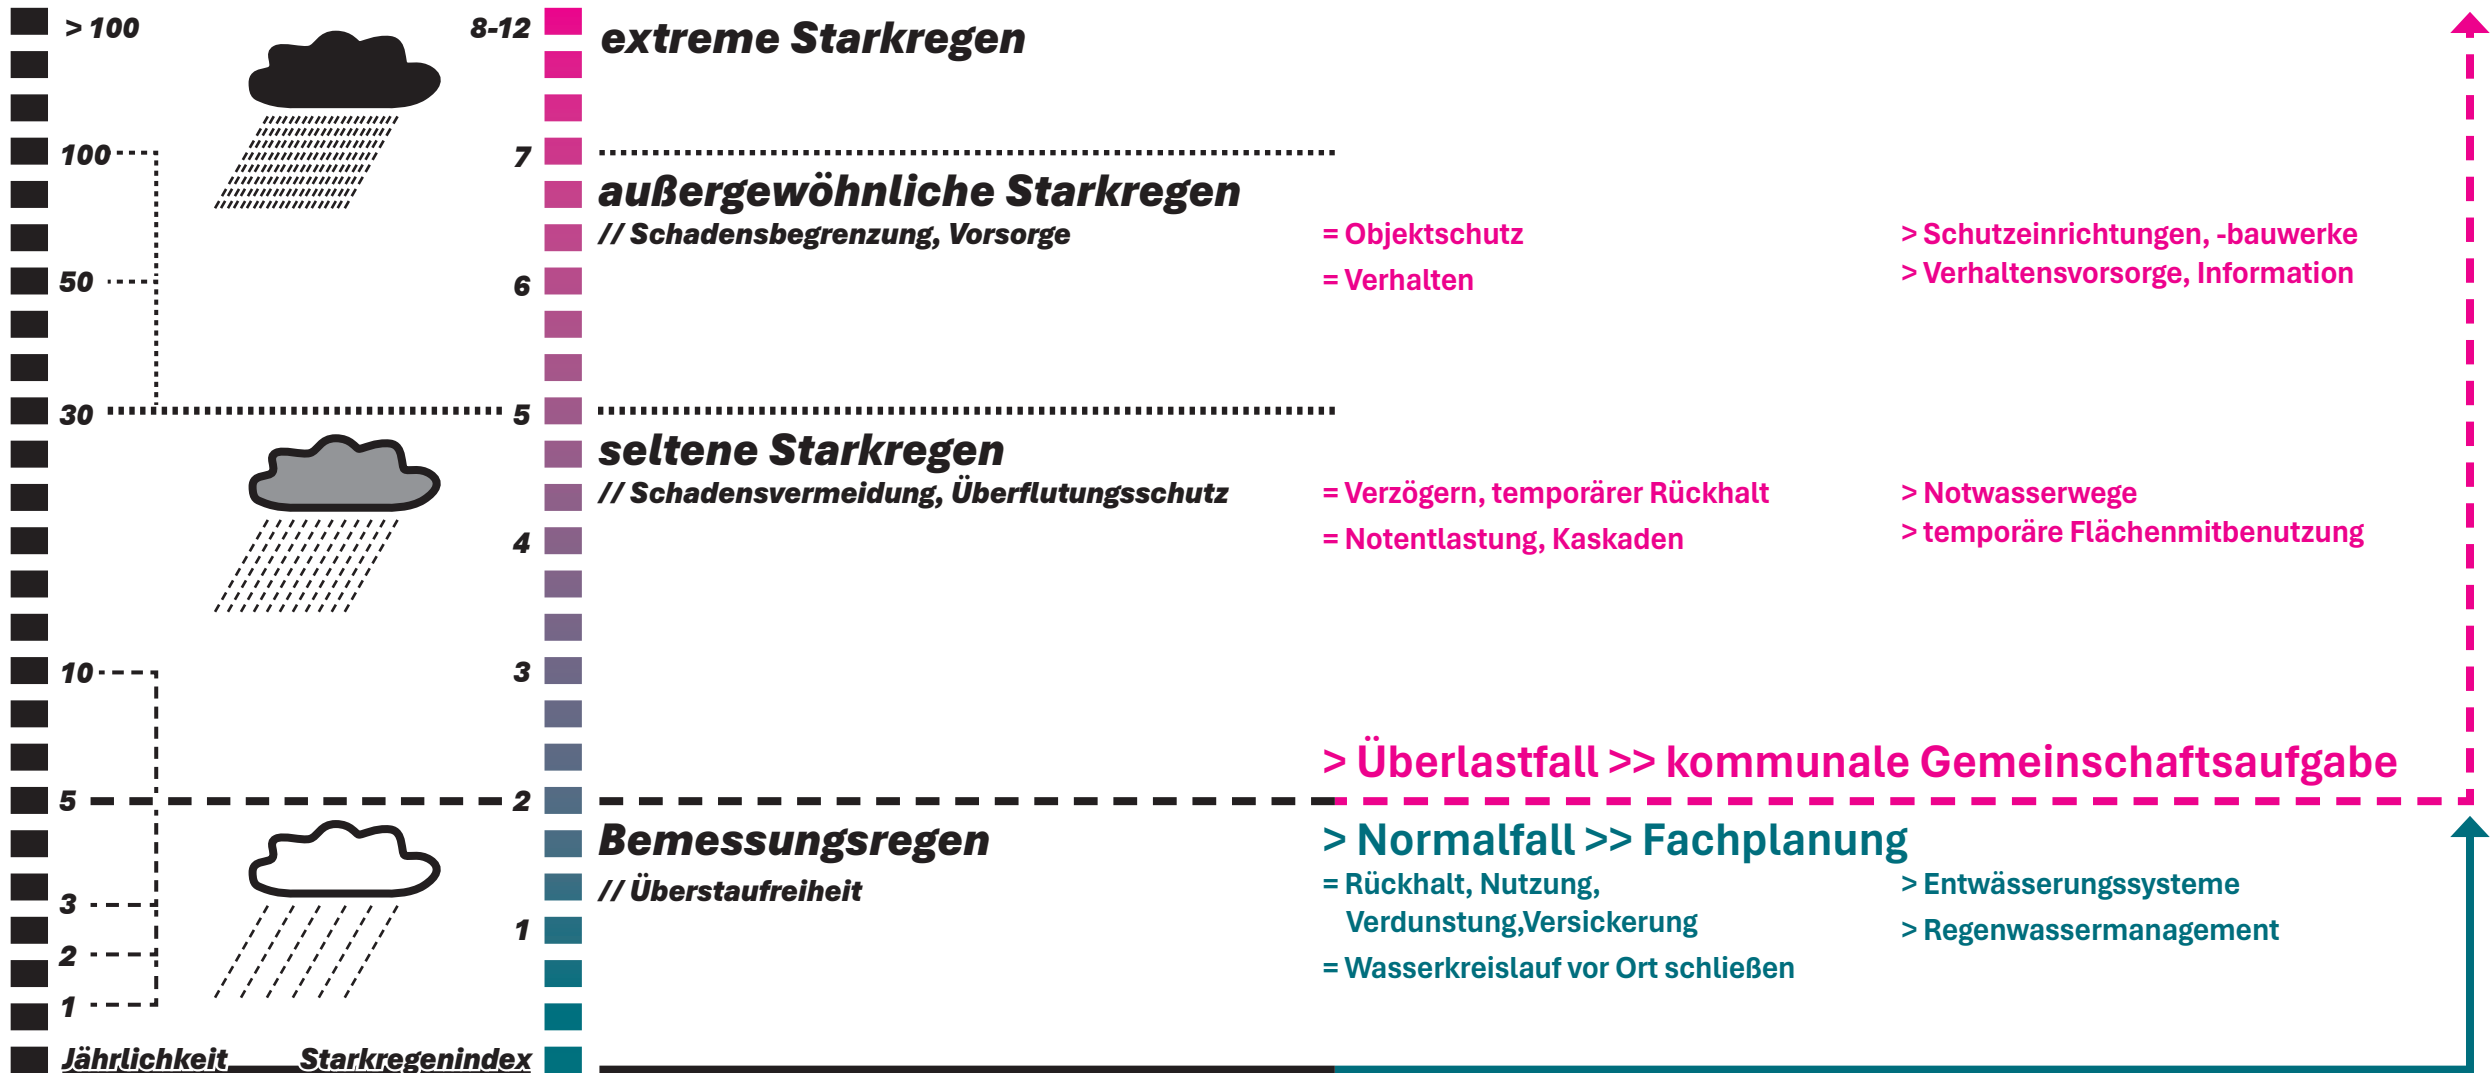 > 100
8-12
extreme Starkregen
100
7
außergewöhnliche Starkregen
// Schadensbegrenzung, Vorsorge
= Objektschutz
> Schutzeinrichtungen, -bauwerke
= Verhalten
> Verhaltensvorsorge, Information
50
6
30
5
seltene Starkregen
// Schadensvermeidung, Überflutungsschutz
= Verzögern, temporärer Rückhalt
> Notwasserwege
= Notentlastung, Kaskaden
> temporäre Flächenmitbenutzung
4
10
3
> Überlastfall >> kommunale Gemeinschaftsaufgabe
5
2
Bemessungsregen
> Normalfall >> Fachplanung
// Überstaufreiheit
= Rückhalt, Nutzung,
Verdunstung,Versickerung
> Entwässerungssysteme
3
1
> Regenwassermanagement
2
= Wasserkreislauf vor Ort schließen
1
Jährlichkeit
Starkregenindex